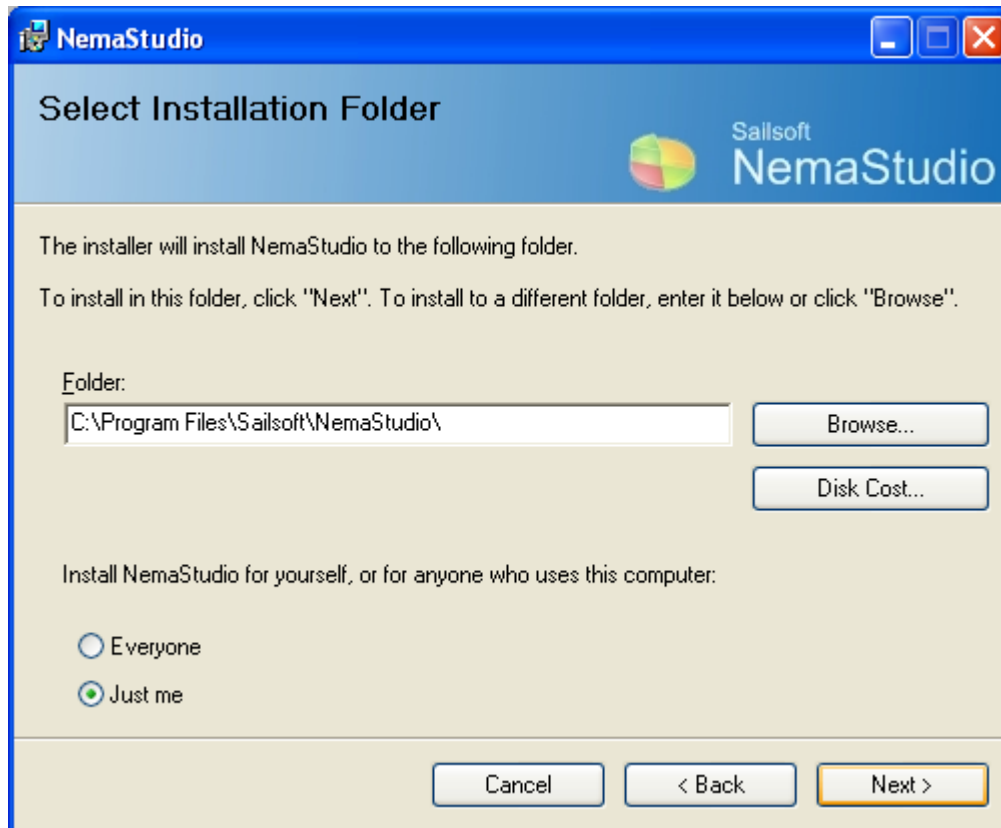 NemaStudio
Select Installation Folder
Sailsoft
NemaStudio
The installer will install NemaStudio to the following folder.
To install in this folder, click "Next". To install to a different folder, enter it below or click "Browse".
Folder:
C:\Program Files\Sailsoft\NemaStudio\
Browse...
Disk Cost...
Install NemaStudio for yourself, or for anyone who uses this computer:
Everyone
Just me
Cancel
< Back
Next >